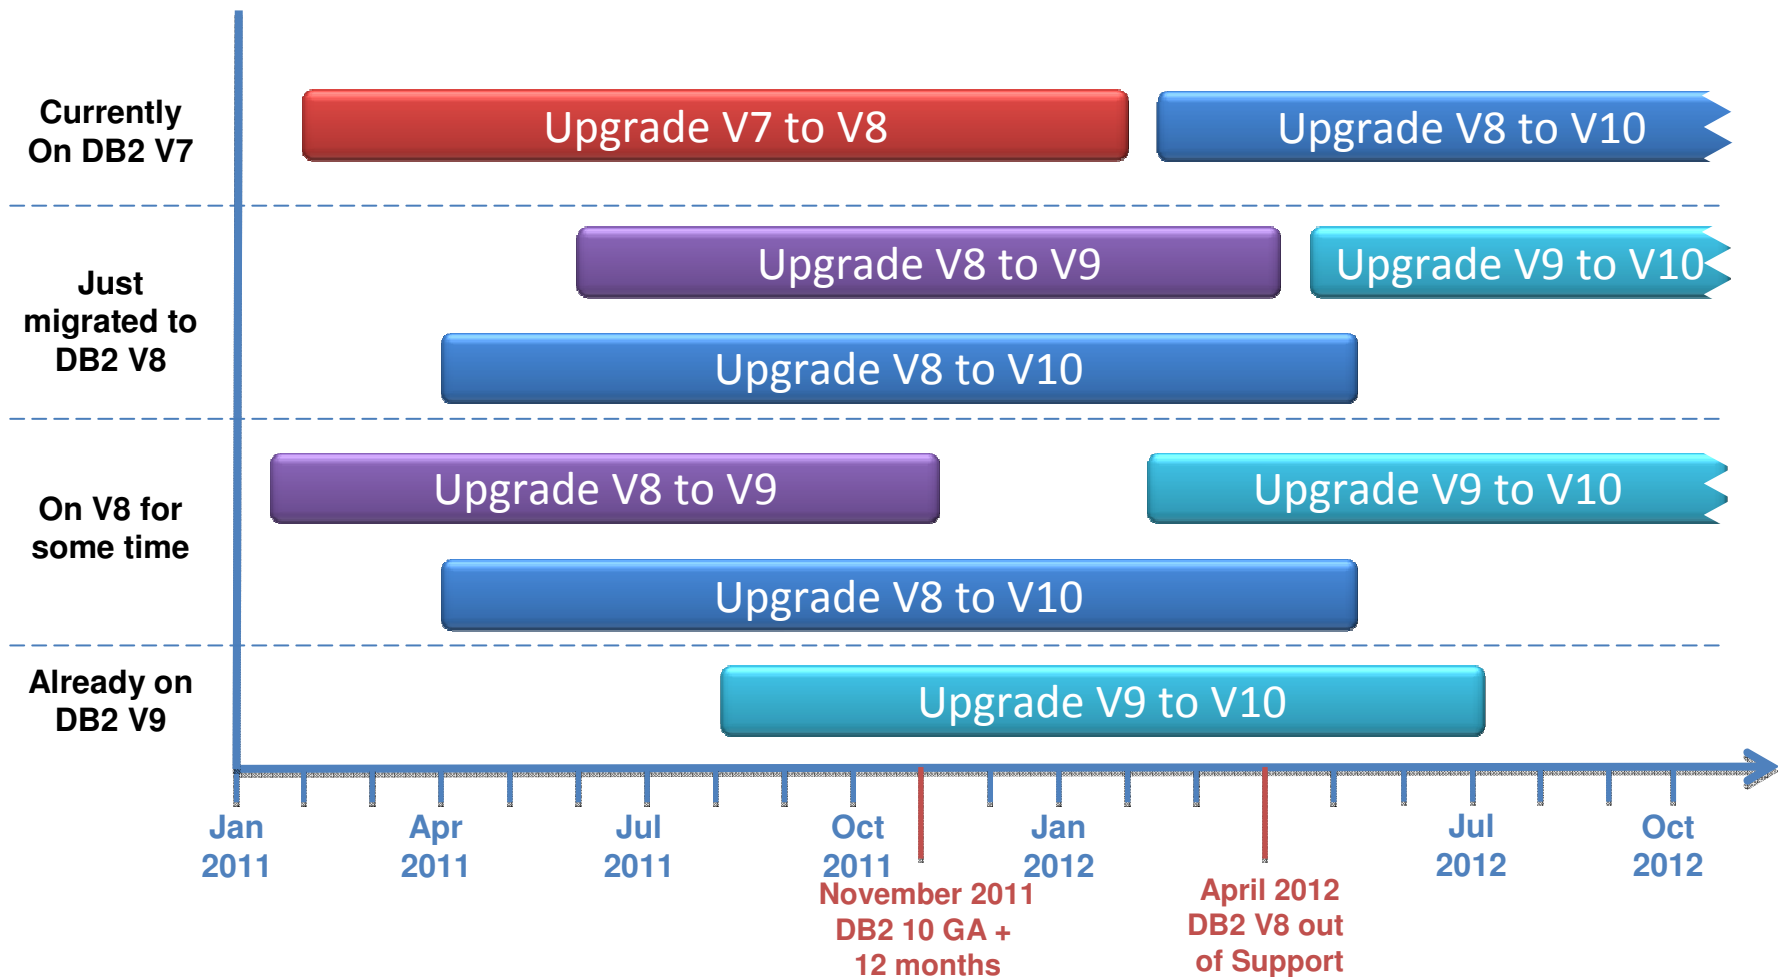 Currently
On DB2 V7
Upgrade V7 to V8
Upgrade V8 to V10
Just
migrated to
DB2 V8
Upgrade V8 to V9
Upgrade V9 to V10
Upgrade V8 to V10
On V8 for
some time
Upgrade V8 to V9
Upgrade V9 to V10
Upgrade V8 to V10
Already on
DB2 V9
Upgrade V9 to V10
Jan
2011
Apr
2011
Jul
2011
Oct
2011
Jan
2012
Jul
2012
Oct
2012
November 2011
DB2 10 GA +
12 months
April 2012
DB2 V8 out
of Support